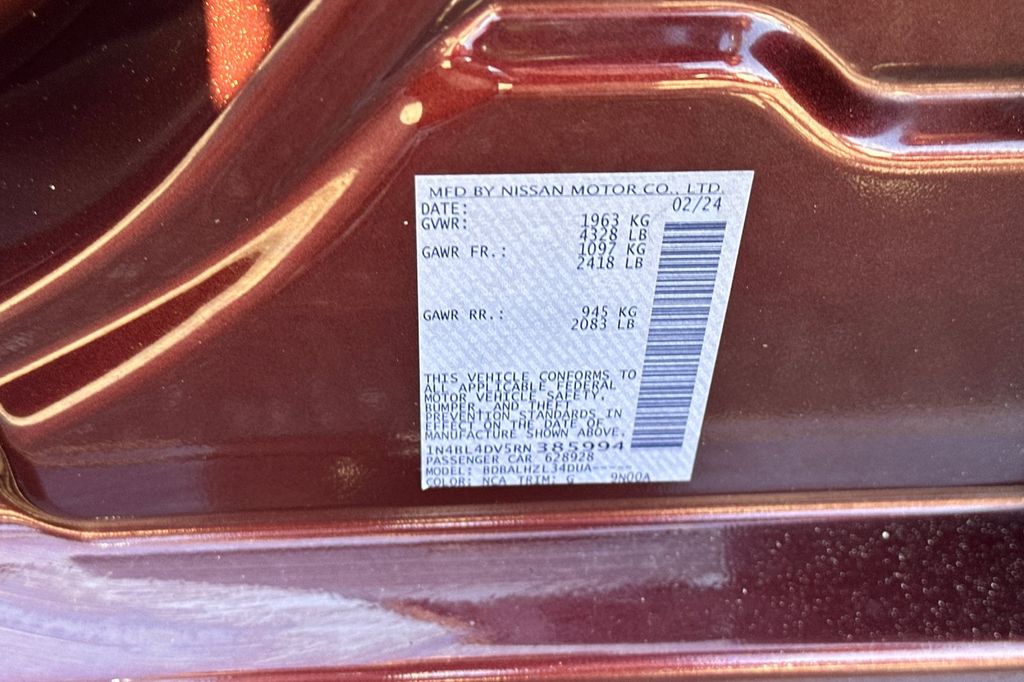 MFD BY NISSAN MOTOR CO., LTD.
DATE: 02/24
GVWR: 1963 KG
4328 LB
GAWR FR.: 1097 KG
2418 LB
GAWR RR.: 945 KG
2083 LB
THIS VEHICLE CONFORMS TO
ALL APPLICABLE FEDERAL
MOTOR VEHICLE SAFETY,
BUMPER, AND THEFT
PREVENTION STANDARDS IN
EFFECT ON THE DATE OF
MANUFACTURE SHOWN ABOVE.
1N4BL4DV5RN385994
PASSENGER CAR 628928
MODEL: BDBALHZL34DUA-----
COLOR: NCA TRIM: G 9N00A